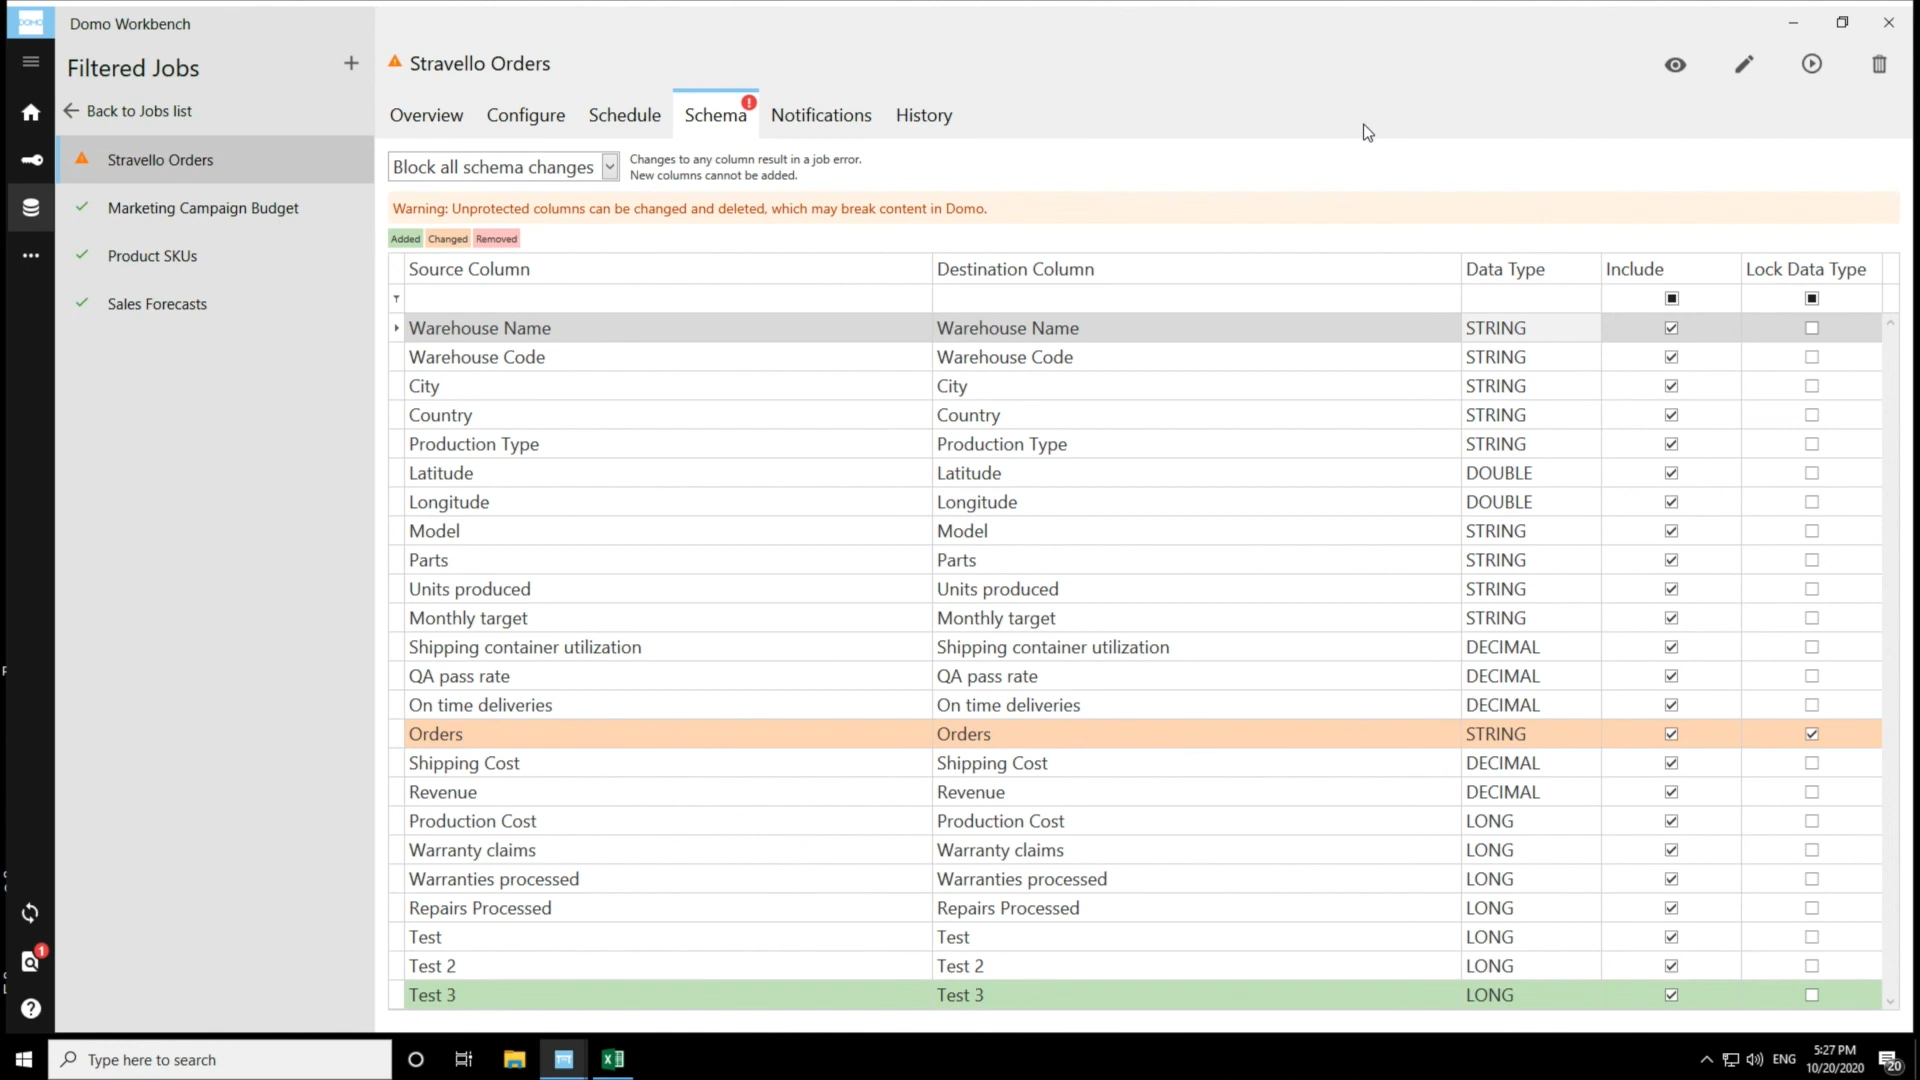 DOMO
Domo Workbench
Filtered Jobs
Back to Jobs list
Stravello Orders
Marketing Campaign Budget
Product SKUs
Sales Forecasts
Stravello Orders
Overview Configure Schedule Schema ! Notifications History
Block all schema changes
Changes to any column result in a job error.
New columns cannot be added.
Warning: Unprotected columns can be changed and deleted, which may break content in Domo.
Added Changed Removed
Source Column Destination Column Data Type Include Lock Data Type
Warehouse Name Warehouse Name STRING
Warehouse Code Warehouse Code STRING
City City STRING
Country Country STRING
Production Type Production Type STRING
Latitude Latitude DOUBLE
Longitude Longitude DOUBLE
Model Model STRING
Parts Parts STRING
Units produced Units produced STRING
Monthly target Monthly target STRING
Shipping container utilization Shipping container utilization DECIMAL
QA pass rate QA pass rate DECIMAL
On time deliveries On time deliveries DECIMAL
Orders Orders STRING
Shipping Cost Shipping Cost DECIMAL
Revenue Revenue DECIMAL
Production Cost Production Cost LONG
Warranty claims Warranty claims LONG
Warranties processed Warranties processed LONG
Repairs Processed Repairs Processed LONG
Test Test LONG
Test 2 Test 2 LONG
Test 3 Test 3 LONG
1
?
Type here to search
ENG
5:27 PM
10/20/2020
20